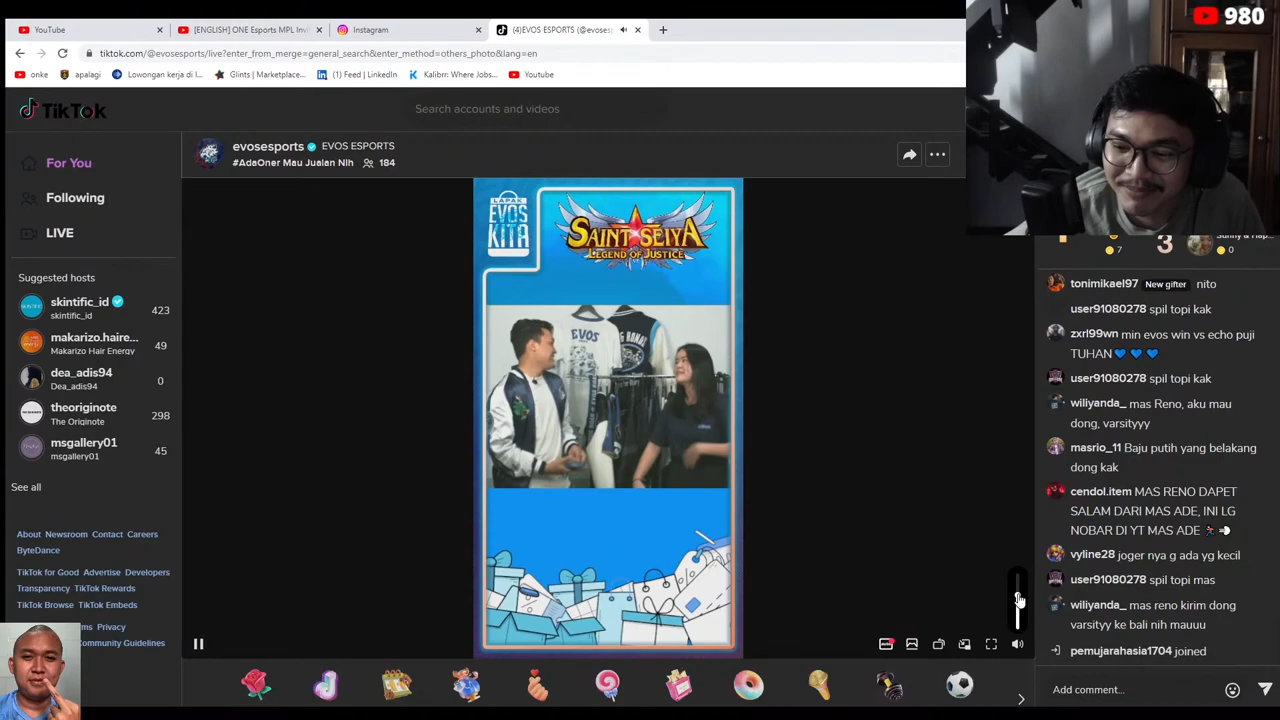 YouTube
[ENGLISH] ONE Esports MPL Invi
Instagram
(4)EVOS ESPORTS (@evosesp
980
tiktok.com/@evosesports/live?enter_from_merge=general_search&enter_method=others_photo&lang=en
onke
apalagi
Lowongan kerja di I...
Glints | Marketplace...
(1) Feed | LinkedIn
Kalibrr: Where Jobs...
Youtube
TikTok
Search accounts and videos
evosesports
EVOS ESPORTS
#AdaOner Mau Jualan Nih
184
For You
Following
LIVE
Suggested hosts
skintific_id
skintific_id
423
makarizo.haire...
Makarizo Hair Energy
49
dea_adis94
Dea_adis94
0
theoriginote
The Originote
298
msgallery01
msgallery01
45
See all
About Newsroom Contact Careers
ByteDance
TikTok for Good Advertise Developers
Transparency TikTok Rewards
TikTok Browse TikTok Embeds
Privacy
Community Guidelines
LAPAK
EVOS
KITA
SAINT SEIYA
LEGEND OF JUSTICE
EVOS
7
3
0
tonimikael97 New gifter nito
user91080278 spil topi kak
zxrl99wn min evos win vs echo puji
TUHAN💙💙💙
user91080278 spil topi kak
wiliyanda_ mas Reno, aku mau
dong, varsityyy
masrio_11 Baju putih yang belakang
dong kak
cendol.item MAS RENO DAPET
SALAM DARI MAS ADE, INI LG
NOBAR DI YT MAS ADE
vyline28 joger nya g ada yg kecil
user91080278 spil topi mas
wiliyanda_ mas reno kirim dong
varsityy ke bali nih mauuu
pemujarahasia1704 joined
Add comment...